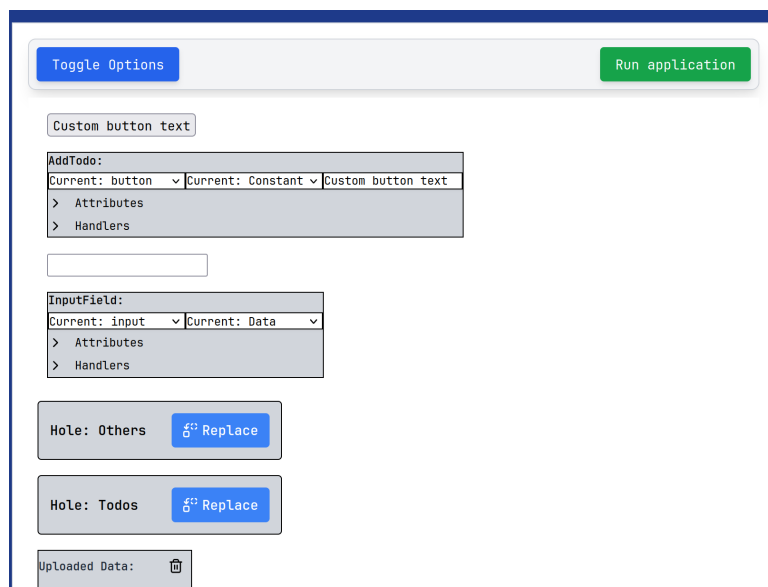 Toggle Options Run application
Custom button text
AddTodo:
Current: button Current: Constant Custom button text
Attributes
Handlers
InputField:
Current: input Current: Data
Attributes
Handlers
Hole: Others Replace
Hole: Todos Replace
Uploaded Data: